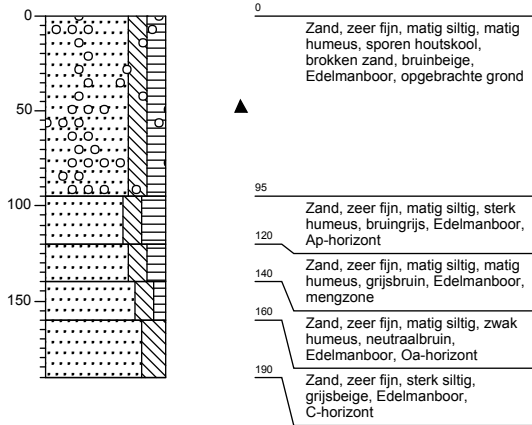 0
0
Zand, zeer fijn, matig siltig, matig
humeus, sporen houtskool,
brokken zand, bruinbeige,
Edelmanboor, opgebrachte grond
50
95
100
Zand, zeer fijn, matig siltig, sterk
humeus, bruingrijs, Edelmanboor,
Ap-horizont
120
Zand, zeer fijn, matig siltig, matig
humeus, grijsbruin, Edelmanboor,
mengzone
140
150
160
Zand, zeer fijn, matig siltig, zwak
humeus, neutraalbruin,
Edelmanboor, Oa-horizont
190
Zand, zeer fijn, sterk siltig,
grijsbeige, Edelmanboor,
C-horizont